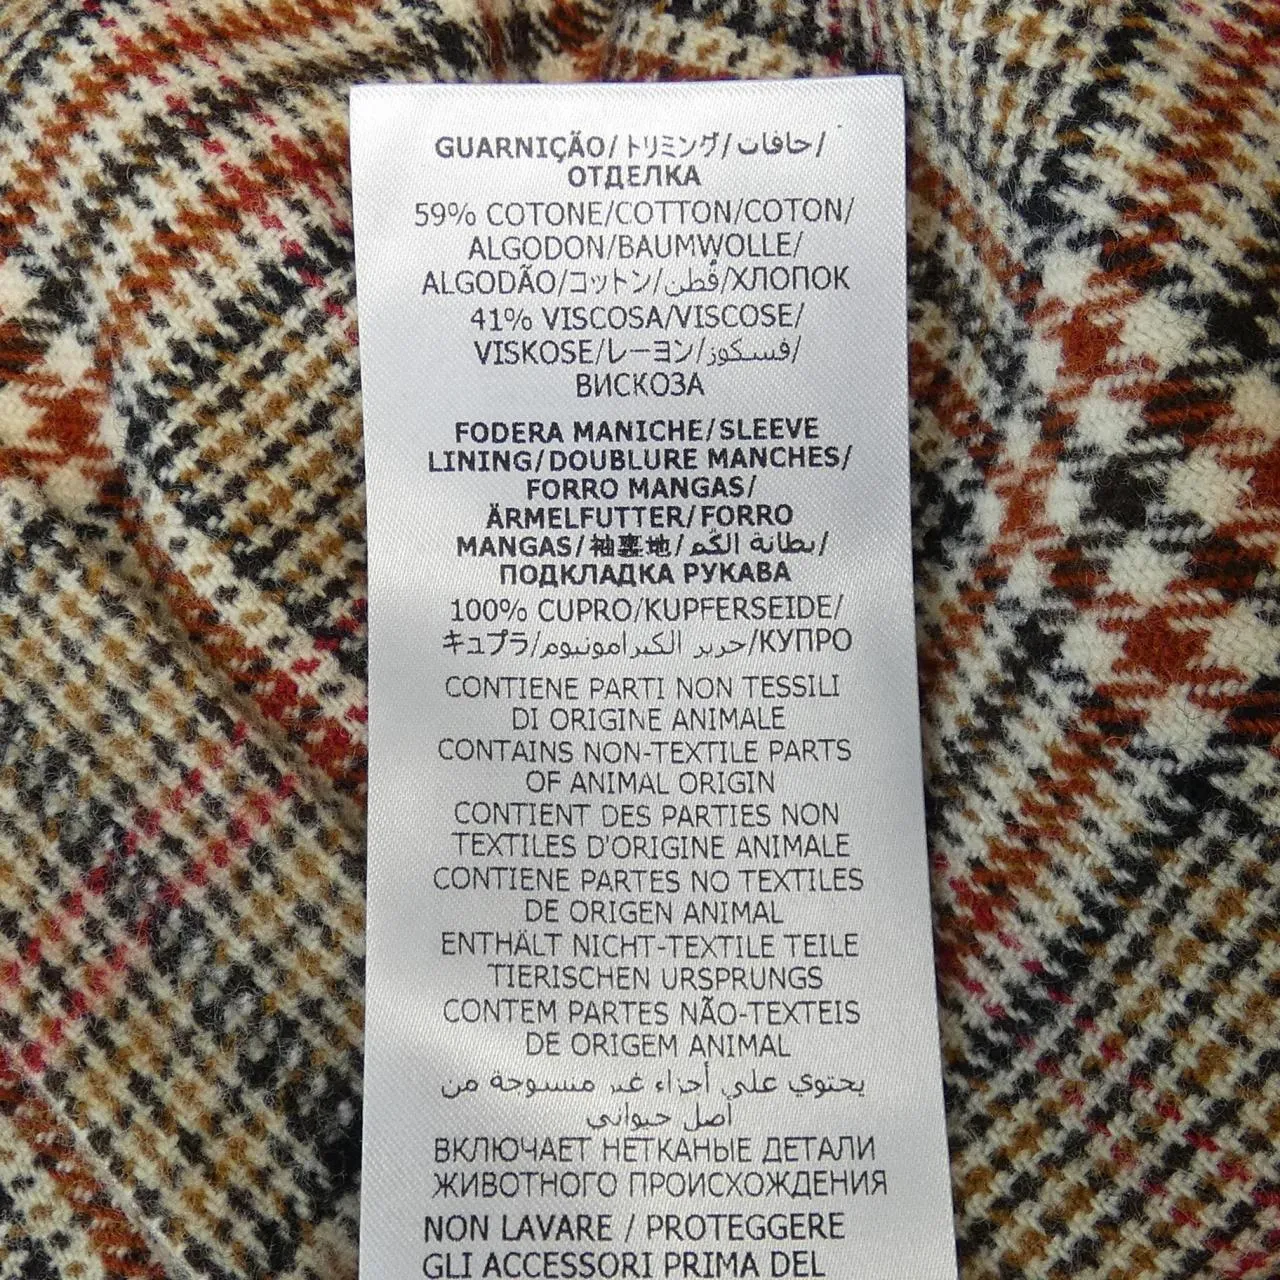 GUARNIÇÃO/トリミング/حافات/
ОТДЕЛКА
59% COTONE/COTTON/COTON/
ALGODON/BAUMWOLLE/
ALGODÃO/コットン/قطن/ХЛОПОК
41% VISCOSA/VISCOSE/
VISKOSE/レーヨン/فسكوز/
ВИСКОЗА
FODERA MANICHE/SLEEVE
LINING/DOUBLURE MANCHES/
FORRO MANGAS/
ÄRMELFUTTER/FORRO
MANGAS/袖裏地/بطانة الكم/
ПОДКЛАДКА РУКАВА
100% CUPRO/KUPFERSEIDE/
キュプラ/حرير الكبرامونيوم/КУПРО
CONTIENE PARTI NON TESSILI
DI ORIGINE ANIMALE
CONTAINS NON-TEXTILE PARTS
OF ANIMAL ORIGIN
CONTIENT DES PARTIES NON
TEXTILES D'ORIGINE ANIMALE
CONTIENE PARTES NO TEXTILES
DE ORIGEN ANIMAL
ENTHÄLT NICHT-TEXTILE TEILE
TIERISCHEN URSPRUNGS
CONTEM PARTES NÃO-TEXTEIS
DE ORIGEM ANIMAL
يحتوي على أجزاء غير منسوجة من
أصل حيواني
ВКЛЮЧАЕТ НЕТКАНЫЕ ДЕТАЛИ
ЖИВОТНОГО ПРОИСХОЖДЕНИЯ
NON LAVARE / PROTEGGERE
GLI ACCESSORI PRIMA DEL